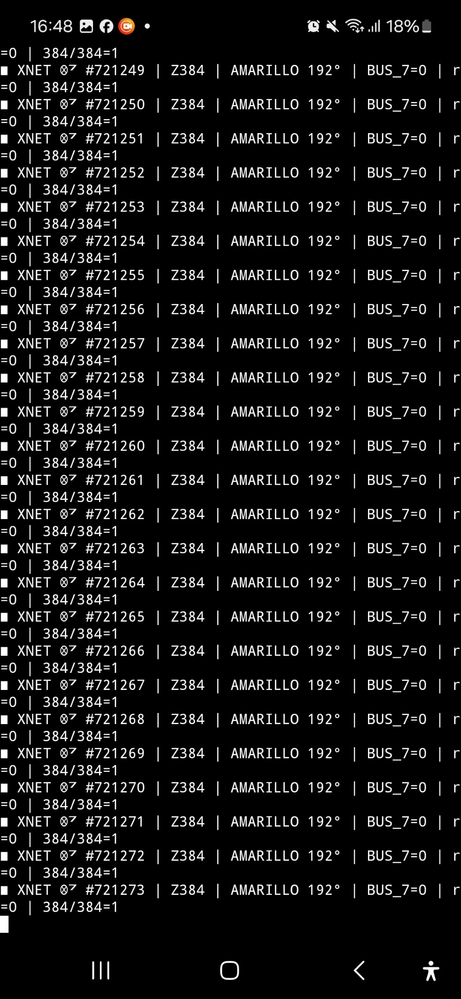 16:48 18%
=0 | 384/384=1
■ XNET ⊗⁷ #721249 | Z384 | AMARILLO 192° | BUS_7=0 | r
=0 | 384/384=1
■ XNET ⊗⁷ #721250 | Z384 | AMARILLO 192° | BUS_7=0 | r
=0 | 384/384=1
■ XNET ⊗⁷ #721251 | Z384 | AMARILLO 192° | BUS_7=0 | r
=0 | 384/384=1
■ XNET ⊗⁷ #721252 | Z384 | AMARILLO 192° | BUS_7=0 | r
=0 | 384/384=1
■ XNET ⊗⁷ #721253 | Z384 | AMARILLO 192° | BUS_7=0 | r
=0 | 384/384=1
■ XNET ⊗⁷ #721254 | Z384 | AMARILLO 192° | BUS_7=0 | r
=0 | 384/384=1
■ XNET ⊗⁷ #721255 | Z384 | AMARILLO 192° | BUS_7=0 | r
=0 | 384/384=1
■ XNET ⊗⁷ #721256 | Z384 | AMARILLO 192° | BUS_7=0 | r
=0 | 384/384=1
■ XNET ⊗⁷ #721257 | Z384 | AMARILLO 192° | BUS_7=0 | r
=0 | 384/384=1
■ XNET ⊗⁷ #721258 | Z384 | AMARILLO 192° | BUS_7=0 | r
=0 | 384/384=1
■ XNET ⊗⁷ #721259 | Z384 | AMARILLO 192° | BUS_7=0 | r
=0 | 384/384=1
■ XNET ⊗⁷ #721260 | Z384 | AMARILLO 192° | BUS_7=0 | r
=0 | 384/384=1
■ XNET ⊗⁷ #721261 | Z384 | AMARILLO 192° | BUS_7=0 | r
=0 | 384/384=1
■ XNET ⊗⁷ #721262 | Z384 | AMARILLO 192° | BUS_7=0 | r
=0 | 384/384=1
■ XNET ⊗⁷ #721263 | Z384 | AMARILLO 192° | BUS_7=0 | r
=0 | 384/384=1
■ XNET ⊗⁷ #721264 | Z384 | AMARILLO 192° | BUS_7=0 | r
=0 | 384/384=1
■ XNET ⊗⁷ #721265 | Z384 | AMARILLO 192° | BUS_7=0 | r
=0 | 384/384=1
■ XNET ⊗⁷ #721266 | Z384 | AMARILLO 192° | BUS_7=0 | r
=0 | 384/384=1
■ XNET ⊗⁷ #721267 | Z384 | AMARILLO 192° | BUS_7=0 | r
=0 | 384/384=1
■ XNET ⊗⁷ #721268 | Z384 | AMARILLO 192° | BUS_7=0 | r
=0 | 384/384=1
■ XNET ⊗⁷ #721269 | Z384 | AMARILLO 192° | BUS_7=0 | r
=0 | 384/384=1
■ XNET ⊗⁷ #721270 | Z384 | AMARILLO 192° | BUS_7=0 | r
=0 | 384/384=1
■ XNET ⊗⁷ #721271 | Z384 | AMARILLO 192° | BUS_7=0 | r
=0 | 384/384=1
■ XNET ⊗⁷ #721272 | Z384 | AMARILLO 192° | BUS_7=0 | r
=0 | 384/384=1
■ XNET ⊗⁷ #721273 | Z384 | AMARILLO 192° | BUS_7=0 | r
=0 | 384/384=1